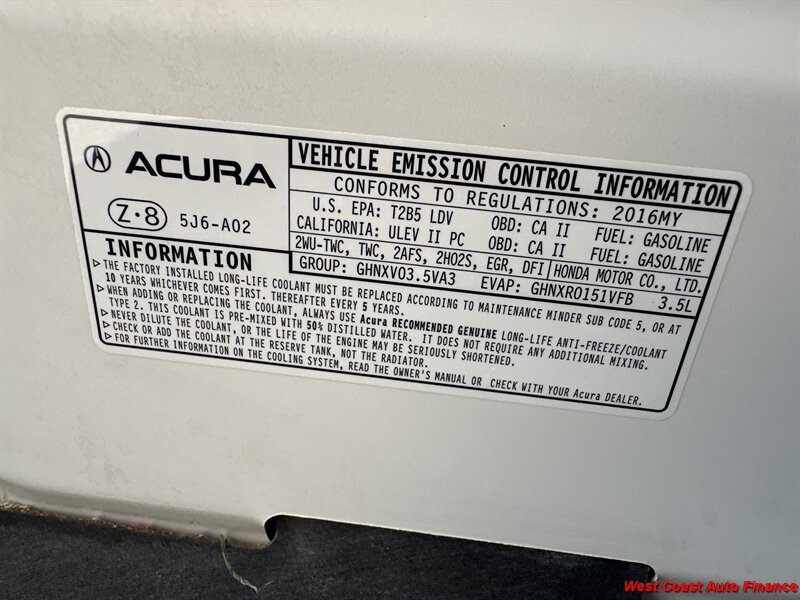 ACURA
Z•8 5J6-A02
VEHICLE EMISSION CONTROL INFORMATION
CONFORMS TO REGULATIONS: 2016MY
U.S. EPA: T2B5 LDV OBD: CA II FUEL: GASOLINE
CALIFORNIA: ULEV II PC OBD: CA II FUEL: GASOLINE
2WU-TWC, TWC, 2AFS, 2HO2S, EGR, DFI HONDA MOTOR CO., LTD.
GROUP: GHNXV03.5VA3 EVAP: GHNXR0151VFB 3.5L
INFORMATION
▷THE FACTORY INSTALLED LONG-LIFE COOLANT MUST BE REPLACED ACCORDING TO MAINTENANCE MINDER SUB CODE 5, OR AT
10 YEARS WHICHEVER COMES FIRST. THEREAFTER EVERY 5 YEARS.
▷WHEN ADDING OR REPLACING THE COOLANT, ALWAYS USE Acura RECOMMENDED GENUINE LONG-LIFE ANTI-FREEZE/COOLANT
TYPE 2. THIS COOLANT IS PRE-MIXED WITH 50% DISTILLED WATER. IT DOES NOT REQUIRE ANY ADDITIONAL MIXING.
▷NEVER DILUTE THE COOLANT, OR THE LIFE OF THE ENGINE MAY BE SERIOUSLY SHORTENED.
▷CHECK OR ADD THE COOLANT AT THE RESERVE TANK, NOT THE RADIATOR.
▷FOR FURTHER INFORMATION ON THE COOLING SYSTEM, READ THE OWNER'S MANUAL OR CHECK WITH YOUR Acura DEALER.
West Coast Auto Finance